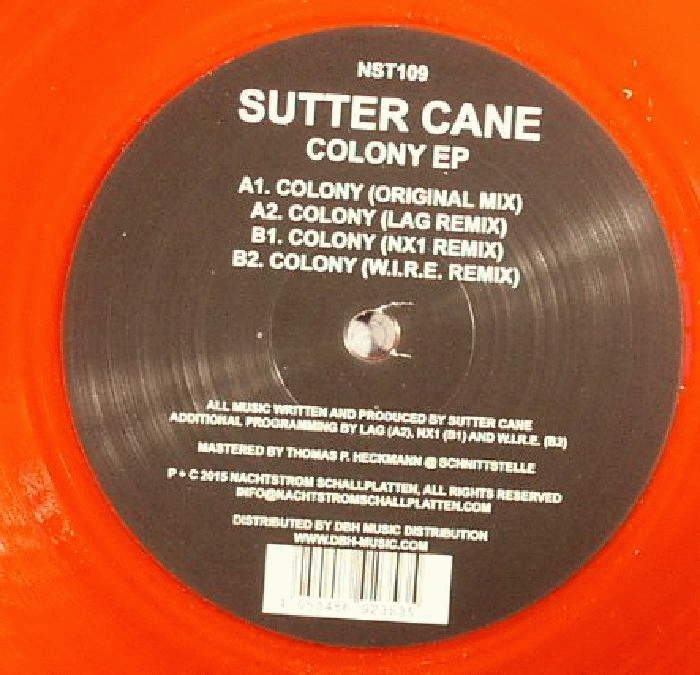 NST109
SUTTER CANE
COLONY EP
A1. COLONY (ORIGINAL MIX)
A2. COLONY (LAG REMIX)
B1. COLONY (NX1 REMIX)
B2. COLONY (W.I.R.E. REMIX)
ALL MUSIC WRITTEN AND PRODUCED BY SUTTER CANE
ADDITIONAL PROGRAMMING BY LAG (A2), NX1 (B1) AND W.I.R.E. (B2)
MASTERED BY THOMAS P. HECKMANN @ SCHNITTSTELLE
P + C 2015 NACHTSTROM SCHALLPLATTEN, ALL RIGHTS RESERVED
INFO@NACHTSTROMSCHALLPLATTEN.COM
DISTRIBUTED BY DBH MUSIC DISTRIBUTION
WWW.DBH-MUSIC.COM